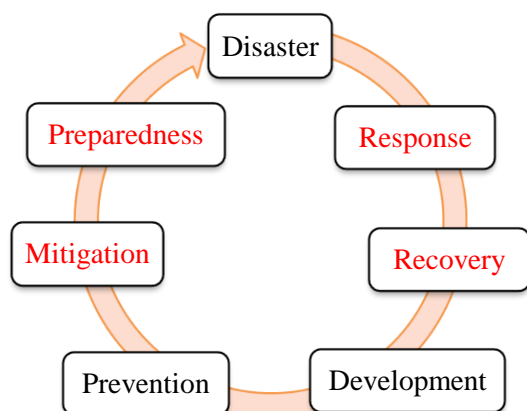 Disaster
Preparedness
Response
Mitigation
Recovery
Prevention
Development